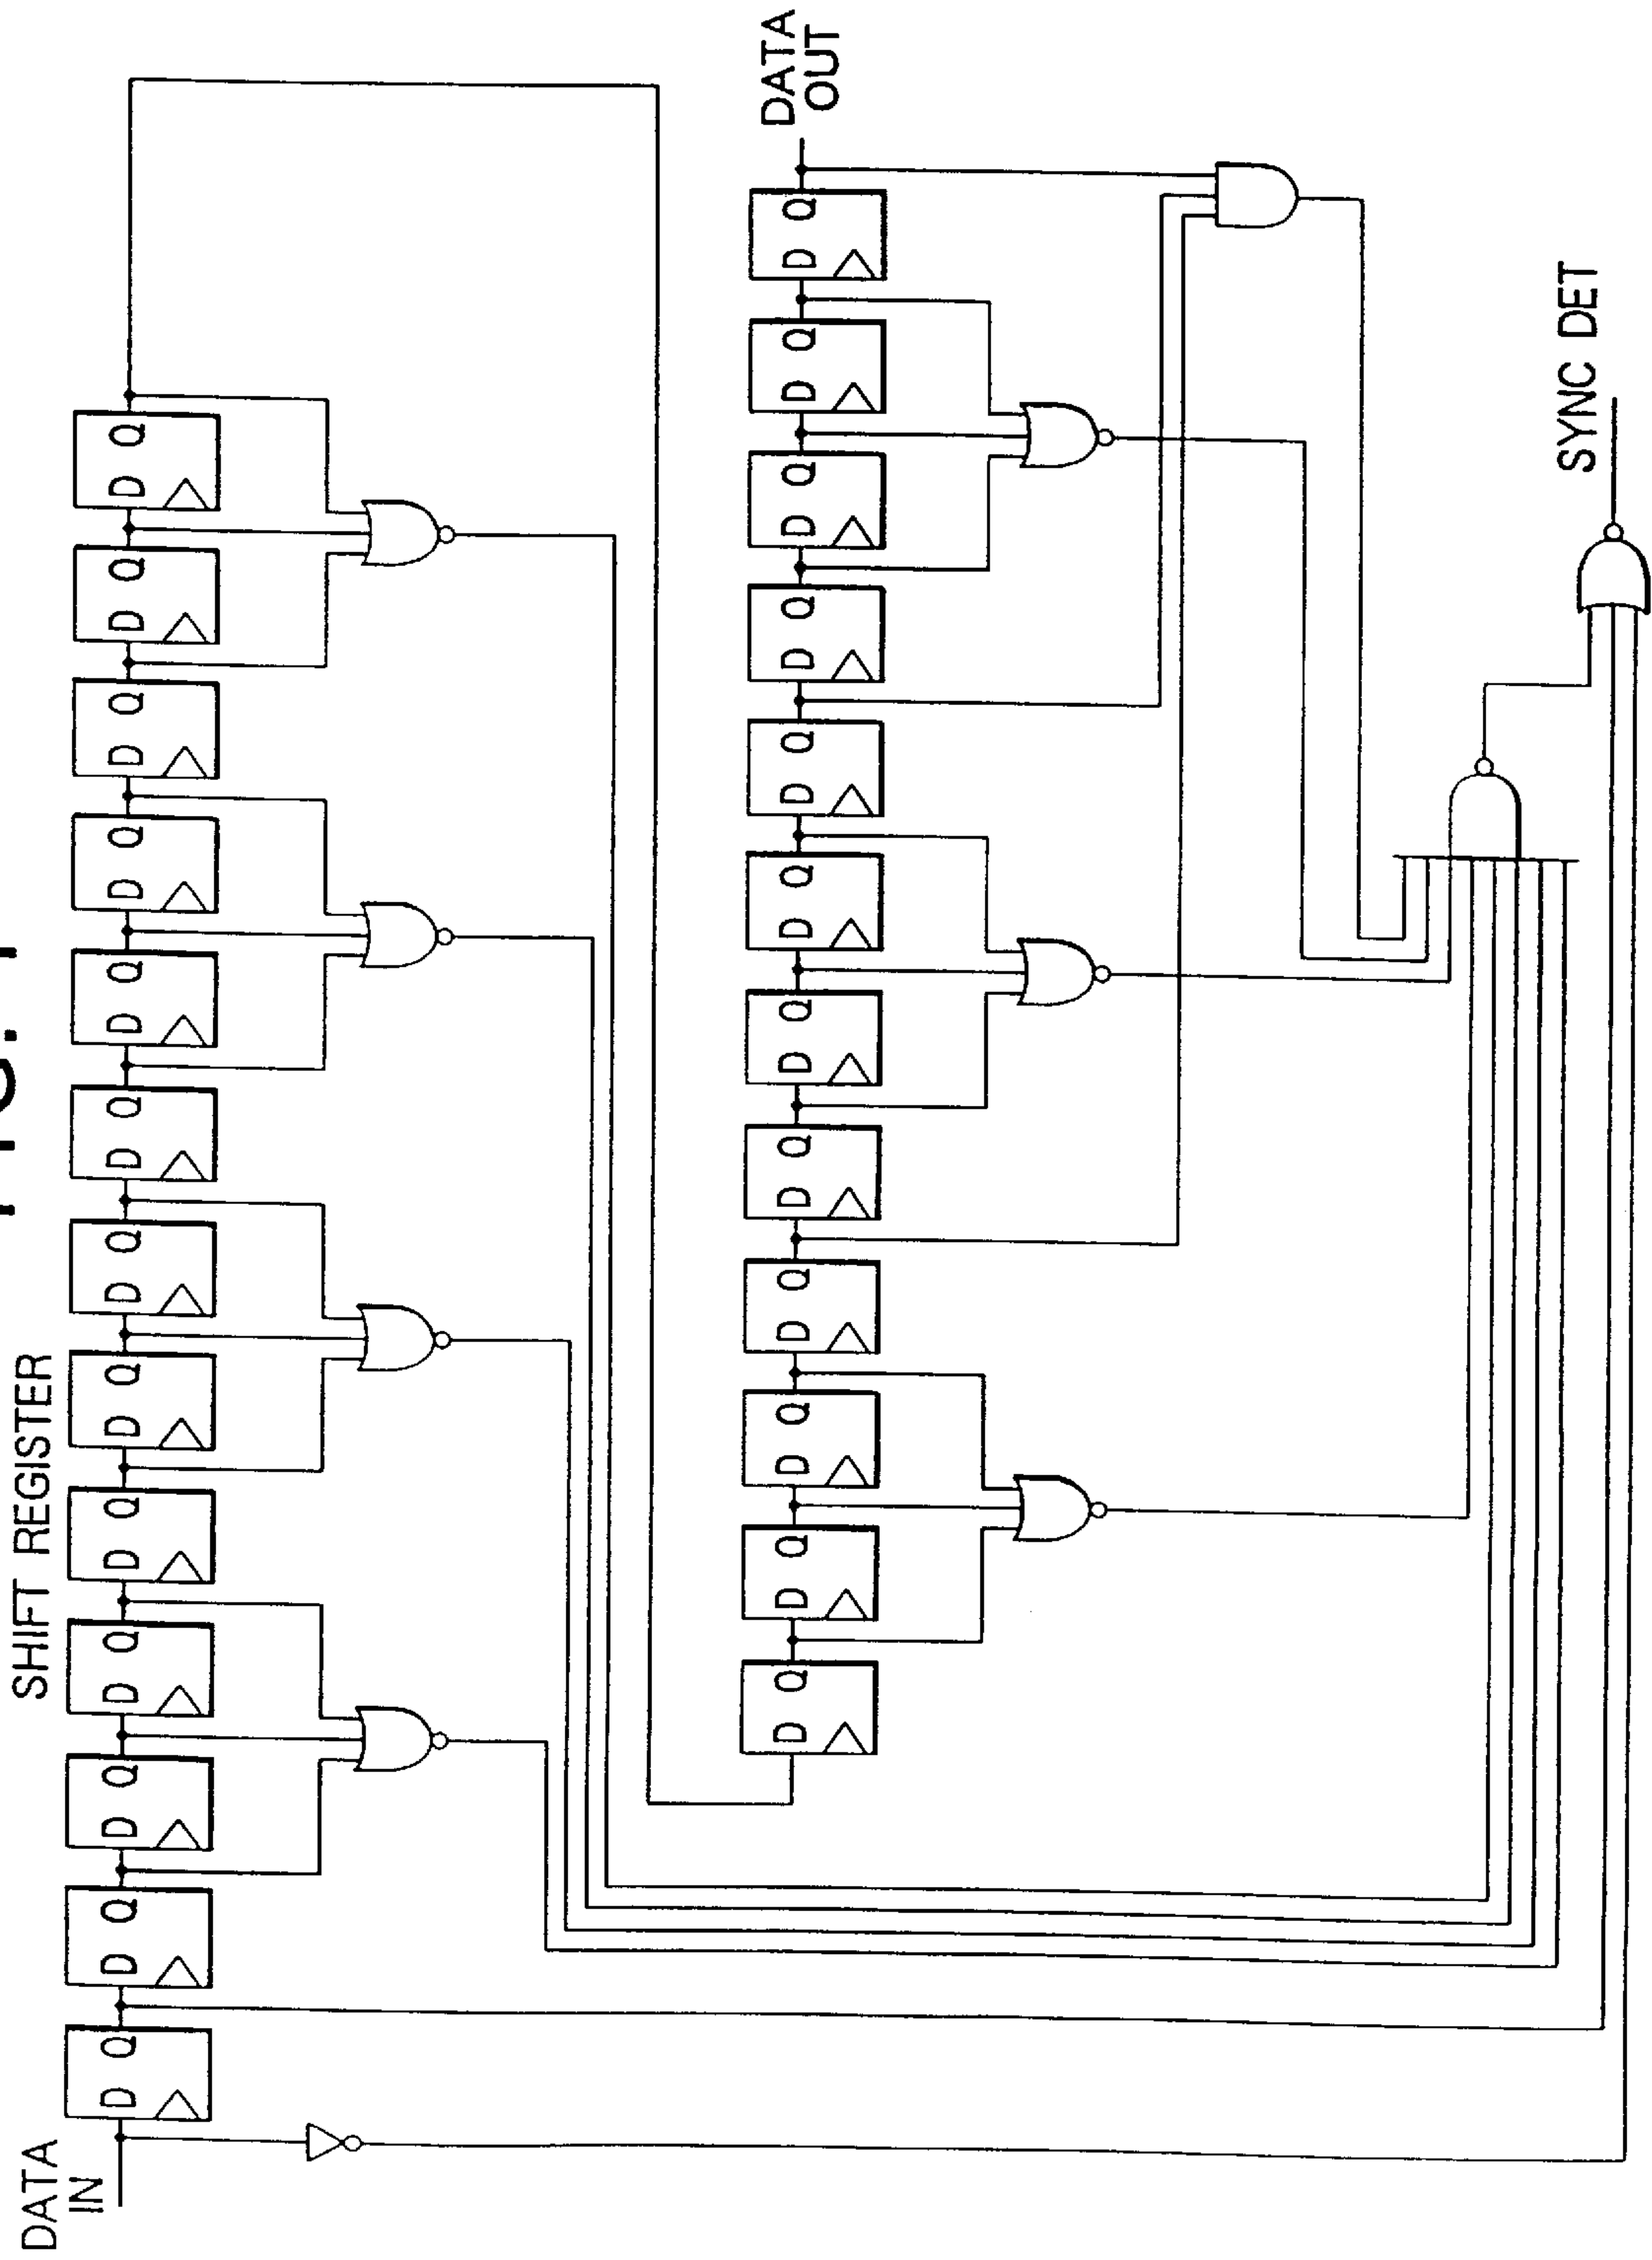 SHIFT REGISTER
DATA
IN
D Q D Q D Q D Q D Q D Q D Q D Q D Q D Q D Q D Q D Q
D Q D Q D Q D Q D Q D Q D Q D Q D Q D Q D Q D Q
DATA
OUT
SYNC DET